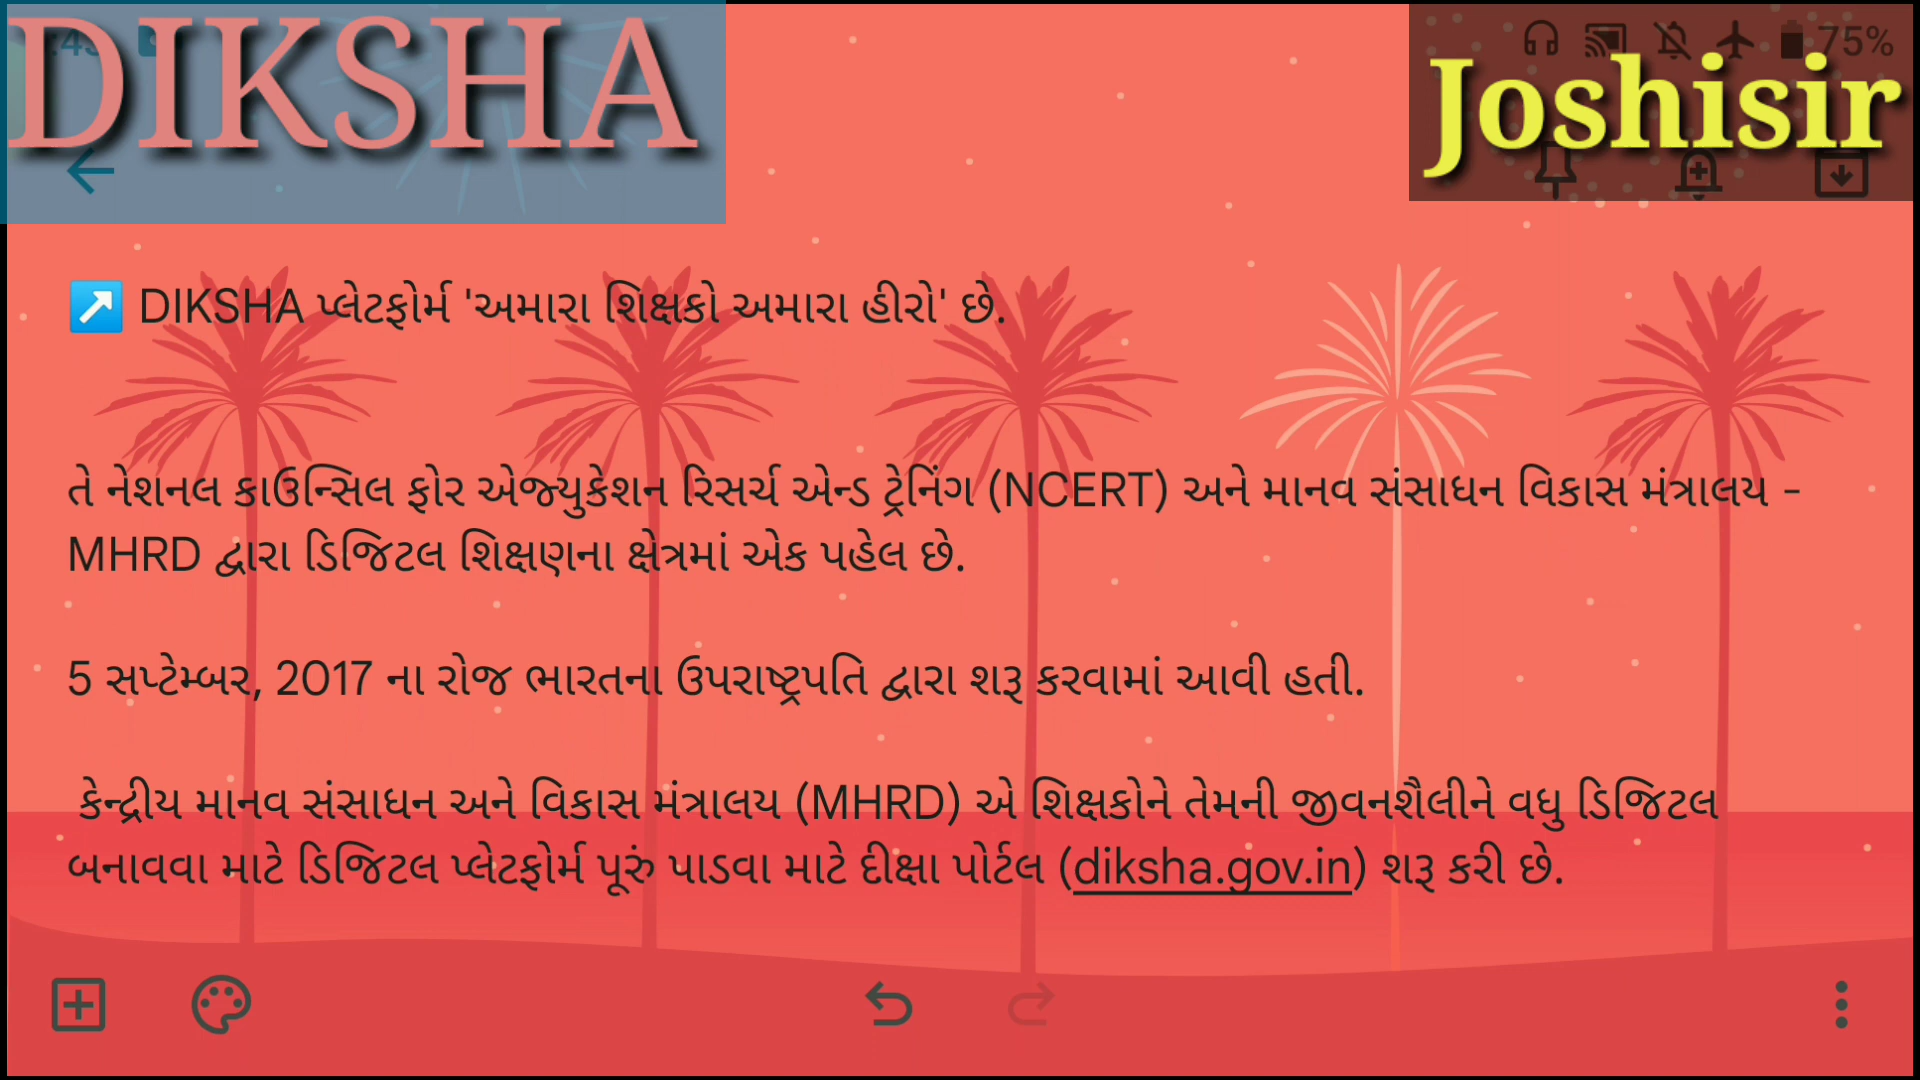 DIKSHA
Joshisir
75%
↗ DIKSHA પ્લેટફોર્મ 'અમારા શિક્ષકો અમારા હીરો' છે.
તે નેશનલ કાઉન્સિલ ફોર એજ્યુકેશન રિસર્ચ એન્ડ ટ્રેનિંગ (NCERT) અને માનવ સંસાધન વિકાસ મંત્રાલય -
MHRD દ્વારા ડિજિટલ શિક્ષણના ક્ષેત્રમાં એક પહેલ છે.
5 સપ્ટેમ્બર, 2017 ના રોજ ભારતના ઉપરાષ્ટ્રપતિ દ્વારા શરૂ કરવામાં આવી હતી.
કેન્દ્રીય માનવ સંસાધન અને વિકાસ મંત્રાલય (MHRD) એ શિક્ષકોને તેમની જીવનશૈલીને વધુ ડિજિટલ
બનાવવા માટે ડિજિટલ પ્લેટફોર્મ પૂરું પાડવા માટે દીક્ષા પોર્ટલ (diksha.gov.in) શરૂ કરી છે.